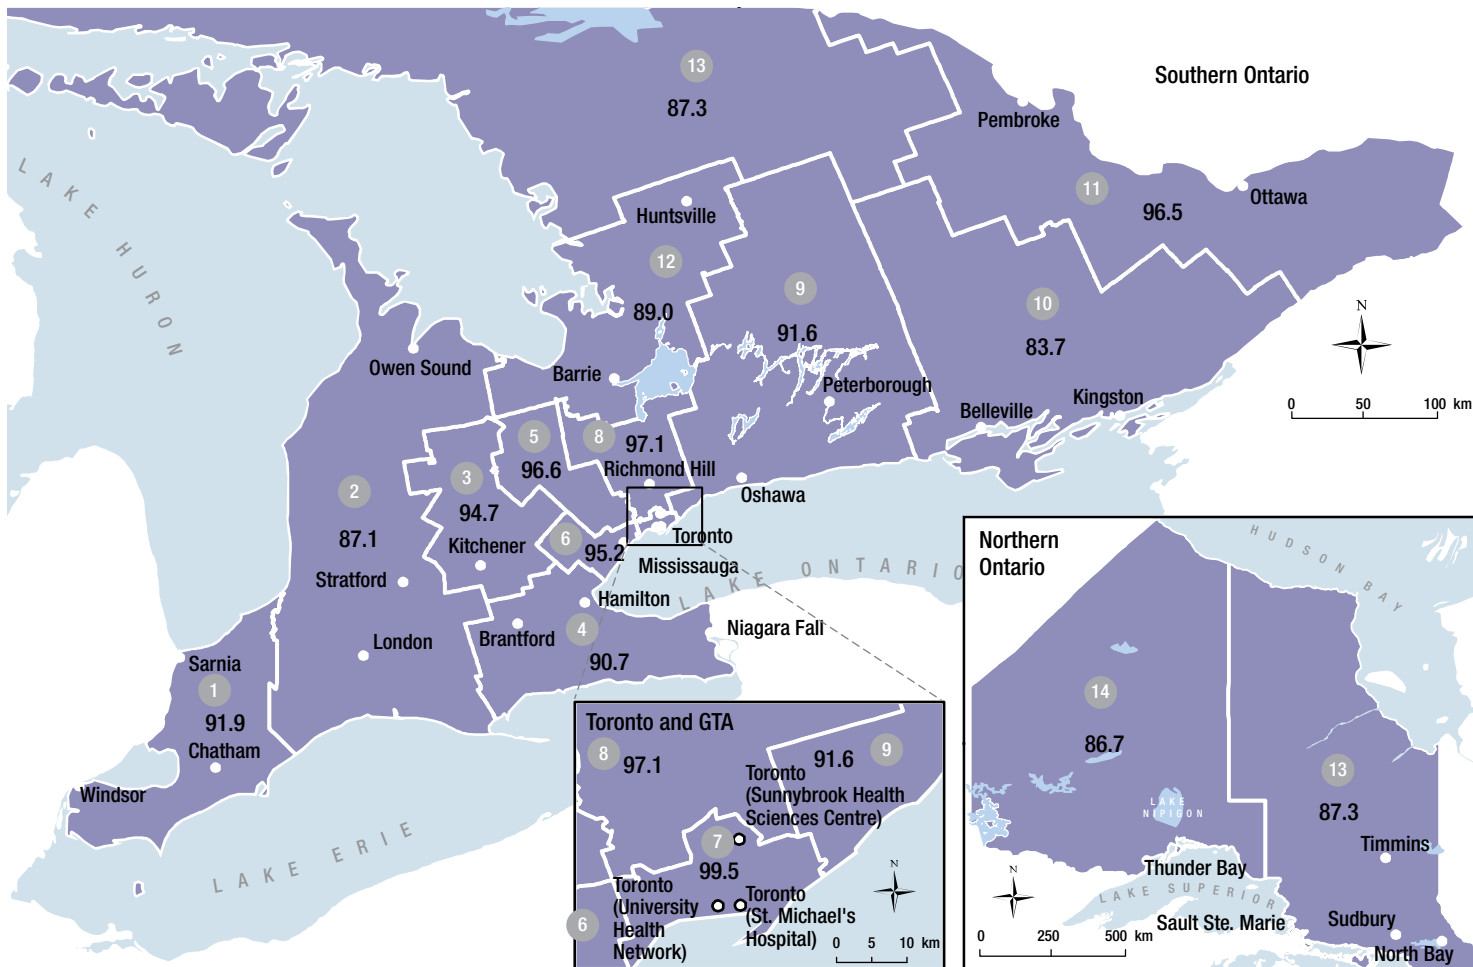 13
87.3
Southern Ontario
Pembroke
11
96.5
Ottawa
Huntsville
12
89.0
9
91.6
10
83.7
LAKE HURON
Owen Sound
Barrie
Peterborough
Belleville
Kingston
N
0 50 100 km
5
96.6
8
97.1
Richmond Hill
3
94.7
Kitchener
2
87.1
Stratford
6
95.2
Oshawa
Toronto
Mississauga
LAKE ONTARIO
Hamilton
Brantford
4
90.7
Niagara Fall
London
Sarnia
1
91.9
Chatham
Windsor
LAKE ERIE
Toronto and GTA
8
97.1
91.6
9
Toronto
(Sunnybrook Health
Sciences Centre)
7
99.5
Toronto
(University
Health
Network)
Toronto
(St. Michael's
Hospital)
6
N
0 5 10 km
Northern
Ontario
HUDSON BAY
14
86.7
13
87.3
LAKE
NIPIGON
Timmins
Thunder Bay
LAKE SUPERIOR
Sault Ste. Marie
Sudbury
North Bay
N
0 250 500 km